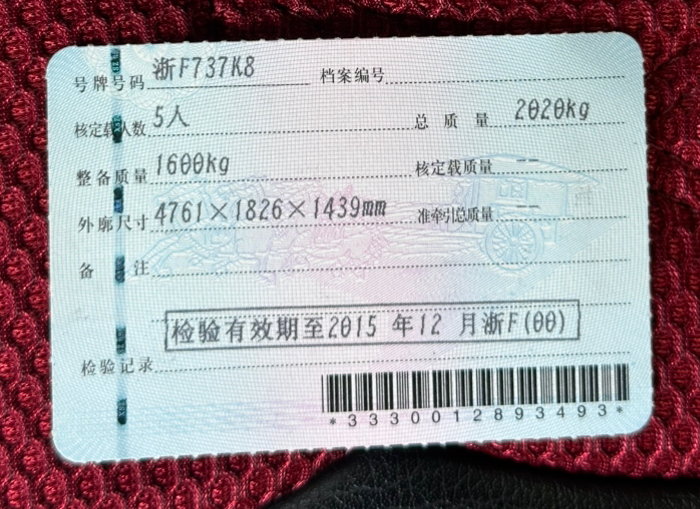 号牌号码 浙F737K8 档案编号
核定载人数 5人 总质量 2020kg
整备质量 1600kg 核定载质量 --
外廓尺寸 4761×1826×1439mm 准牵引总质量 --
备注
检验有效期至2015 年12 月浙F(00)
检验记录
*3330012893493*